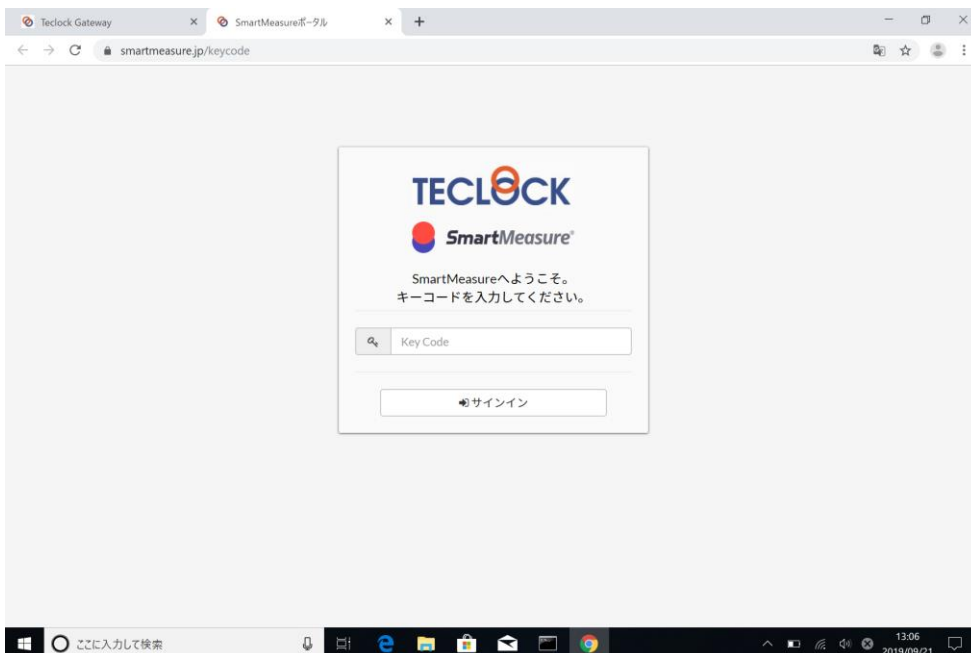 Teclock Gateway
SmartMeasureポータル
smartmeasure.jp/keycode
TECLOCK
SmartMeasure®
SmartMeasureへようこそ。
キーコードを入力してください。
Key Code
サインイン
ここに入力して検索
13:06
2019/09/21